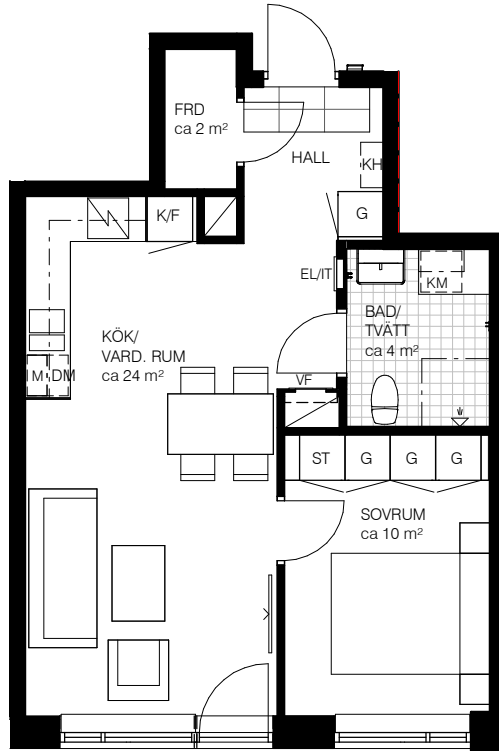 FRD
ca 2 m²
HALL
KH
K/F
G
EL/IT
KM
BAD/
TVÄTT
ca 4 m²
KÖK/
VARD. RUM
ca 24 m²
M
DM
VF
ST
G
G
G
SOVRUM
ca 10 m²